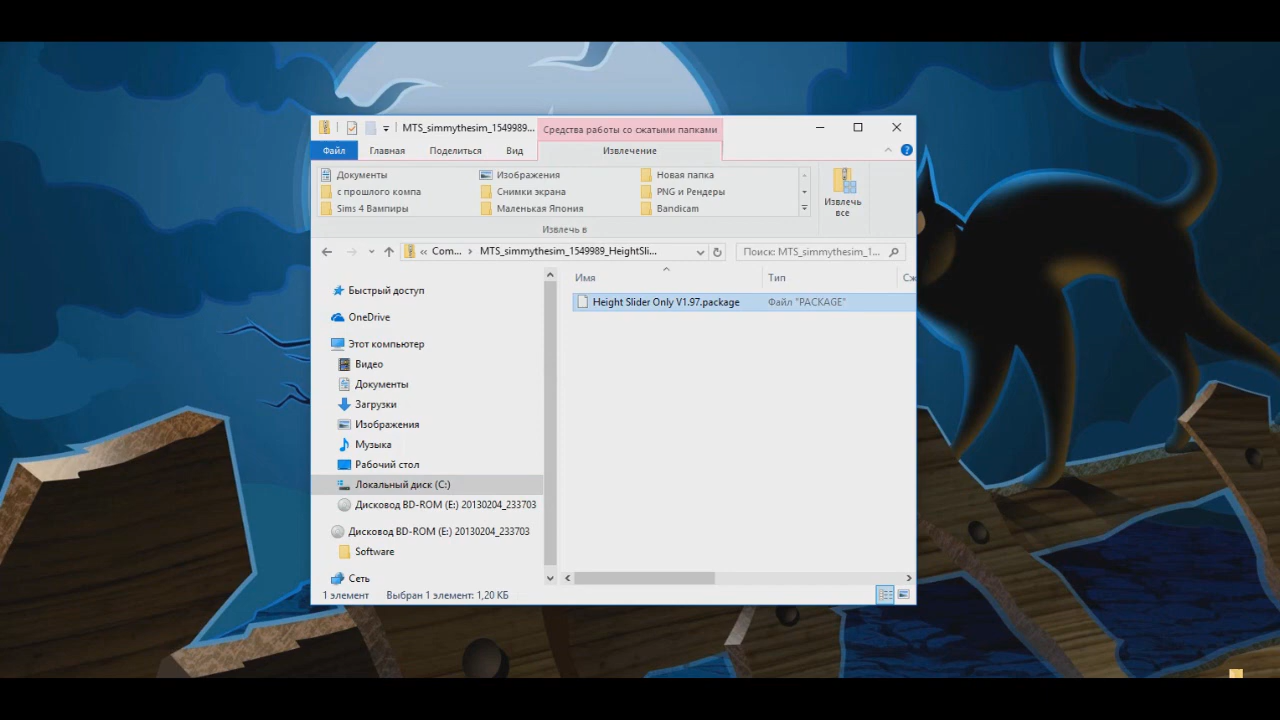 MTS_simmythesim_1549989... Средства работы со сжатыми папками
Файл Главная Поделиться Вид Извлечение
Документы Изображения Новая папка
с прошлого компа Снимки экрана PNG и Рендеры
Sims 4 Вампиры Маленькая Япония Bandicam
Извлечь все
Извлечь в
« Com... › MTS_simmythesim_1549989_HeightSli... Поиск: MTS_simmythesim_1...
Имя Тип Сж
Height Slider Only V1.97.package Файл "PACKAGE"
Быстрый доступ
OneDrive
Этот компьютер
Видео
Документы
Загрузки
Изображения
Музыка
Рабочий стол
Локальный диск (C:)
Дисковод BD-ROM (E:) 20130204_233703
Дисковод BD-ROM (E:) 20130204_233703
Software
Сеть
1 элемент Выбран 1 элемент: 1,20 КБ